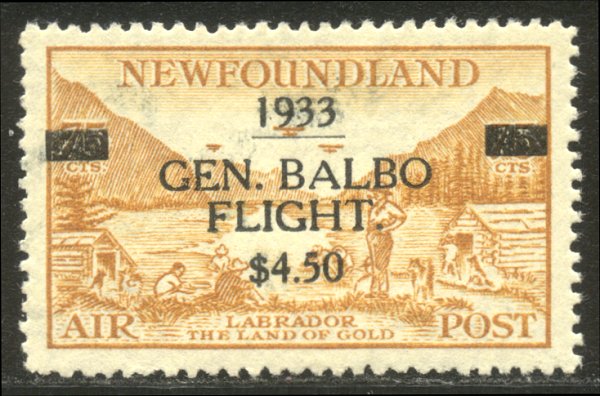 NEWFOUNDLAND
1933
75 75
CTS. CTS.
GEN. BALBO
FLIGHT.
$4.50
LABRADOR
AIR THE LAND OF GOLD POST